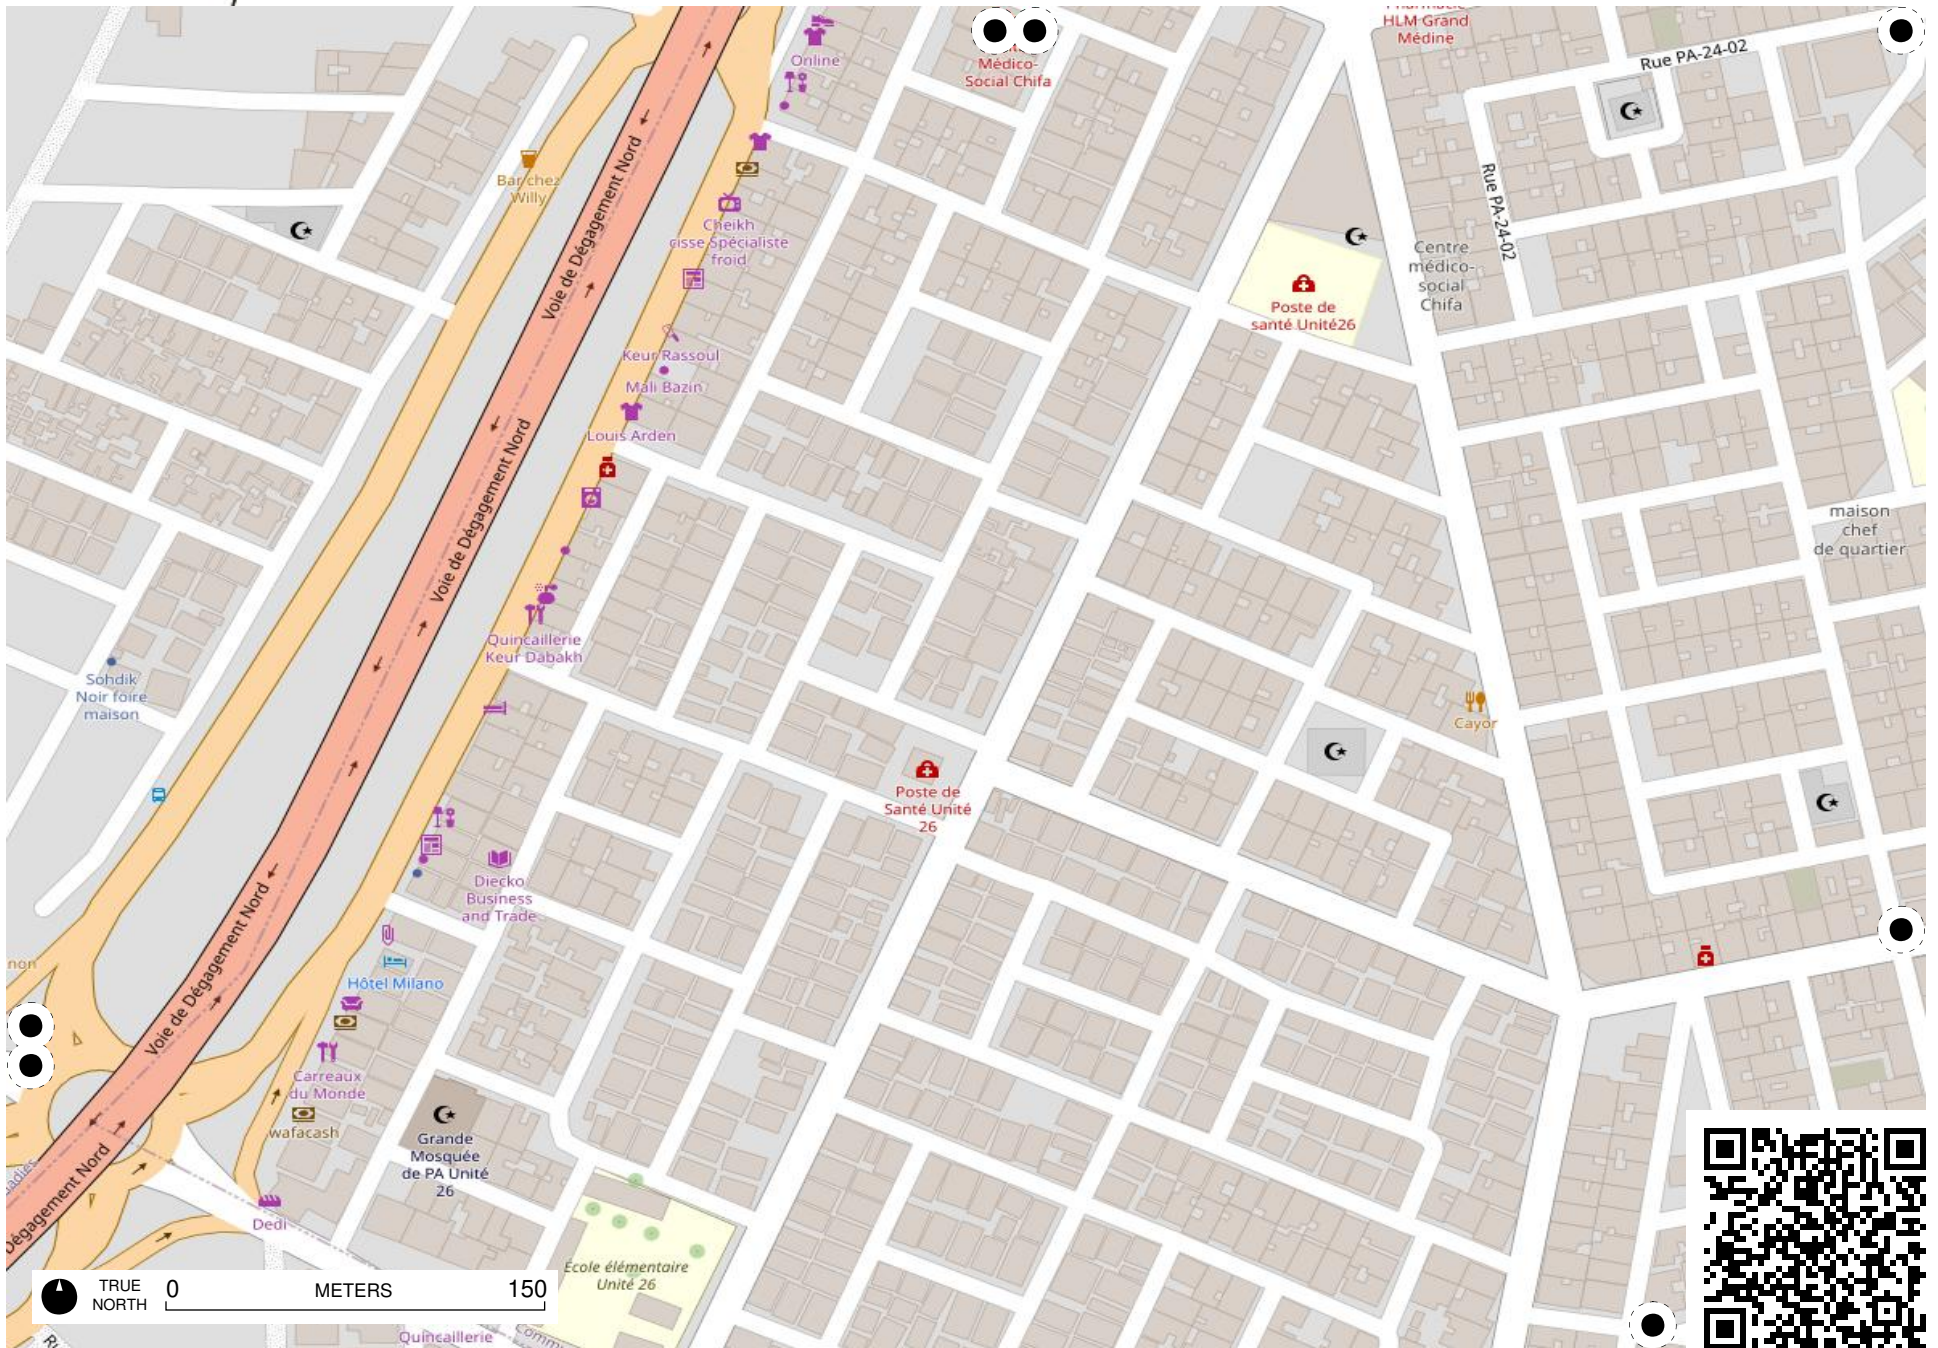 HLM Grand
Médine
Rue PA-24-02
Online
Médico-
Social Chifa
Voie de Dégagement Nord
Bar chez
Willy
Rue PA-24-02
Cheikh
cisse Spécialiste
froid
Centre
médico-
social
Chifa
Poste de
santé Unité26
Keur Rassoul
Mali Bazin
Louis Arden
Voie de Dégagement Nord
maison
chef
de quartier
Quincaillerie
Keur Dabakh
Sohdik
Noir foire
maison
Cayor
Poste de
Santé Unité
26
Diecko
Business
and Trade
Voie de Dégagement Nord
non
Hôtel Milano
Carreaux
du Monde
wafacash
Grande
Mosquée
de PA Unité
26
Dégagement Nord
Dedi
École élémentaire
Unité 26
TRUE
NORTH
0 METERS 150
Quincaillerie